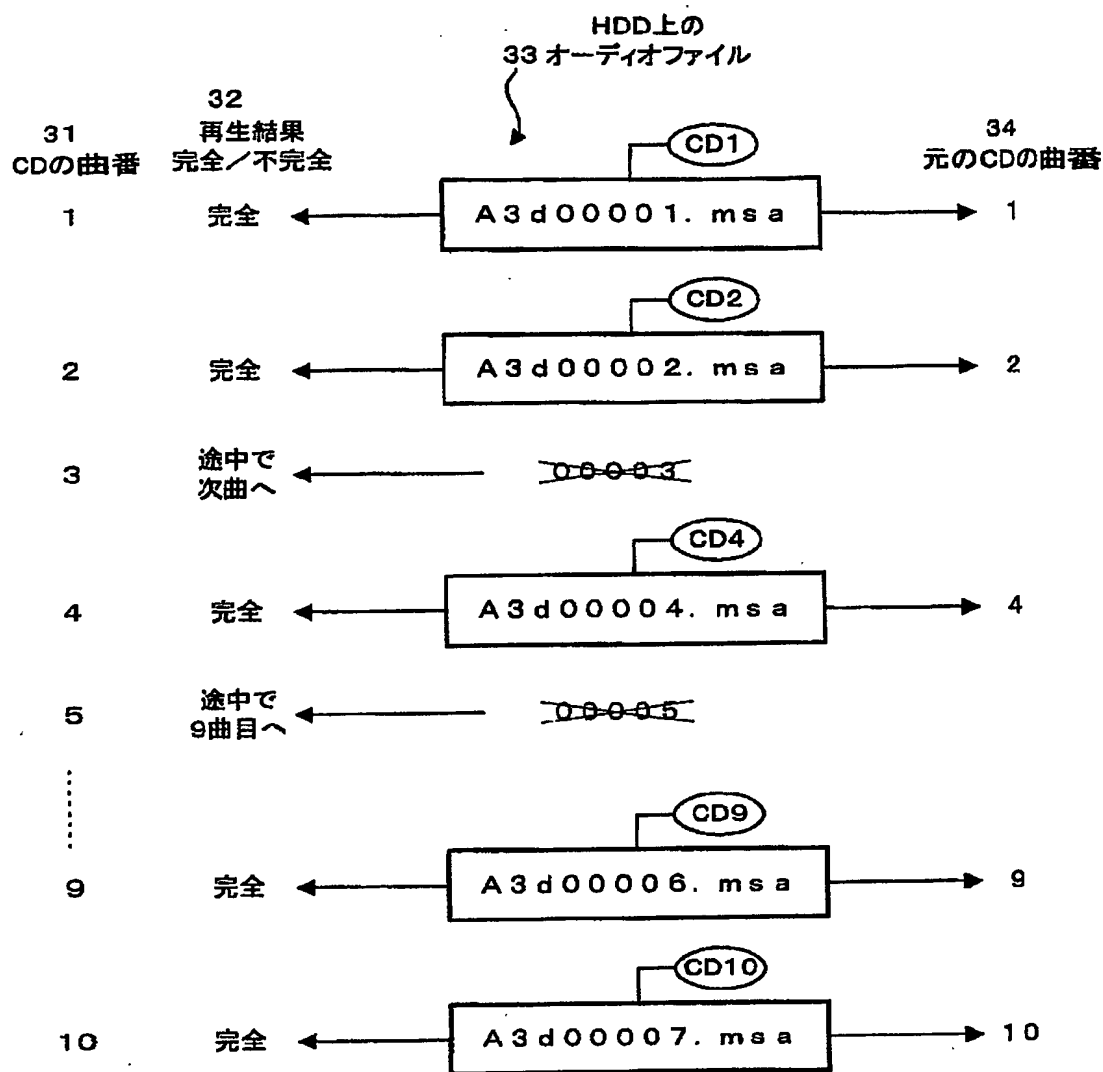 HDD上の
33 オーディオファイル
32
31 再生結果 34
CDの曲番 完全/不完全 CD1 元のCDの曲番
1 完全 A3d00001.msa 1
CD2
2 完全 A3d00002.msa 2
3 途中で 00003
次曲へ
CD4
4 完全 A3d00004.msa 4
5 途中で 00005
9曲目へ
CD9
9 完全 A3d00006.msa 9
CD10
10 完全 A3d00007.msa 10